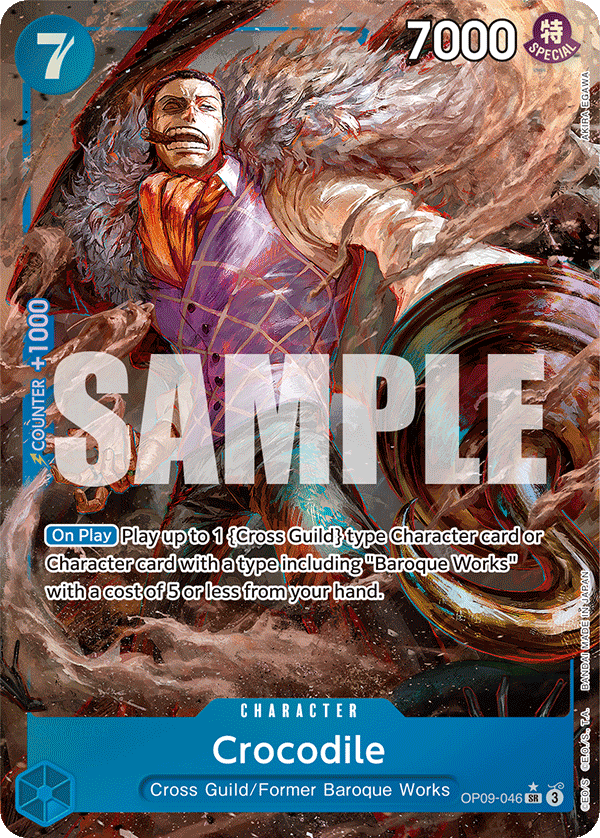 7
7000
特
SPECIAL
AKIRA EGAWA
COUNTER +1000
SAMPLE
On Play Play up to 1 {Cross Guild} type Character card or
Character card with a type including "Baroque Works"
with a cost of 5 or less from your hand.
CHARACTER
Crocodile
Cross Guild/Former Baroque Works
OP09-046 SR 3
©EO/S ©E.O./S., T.A. BANDAI MADE IN JAPAN